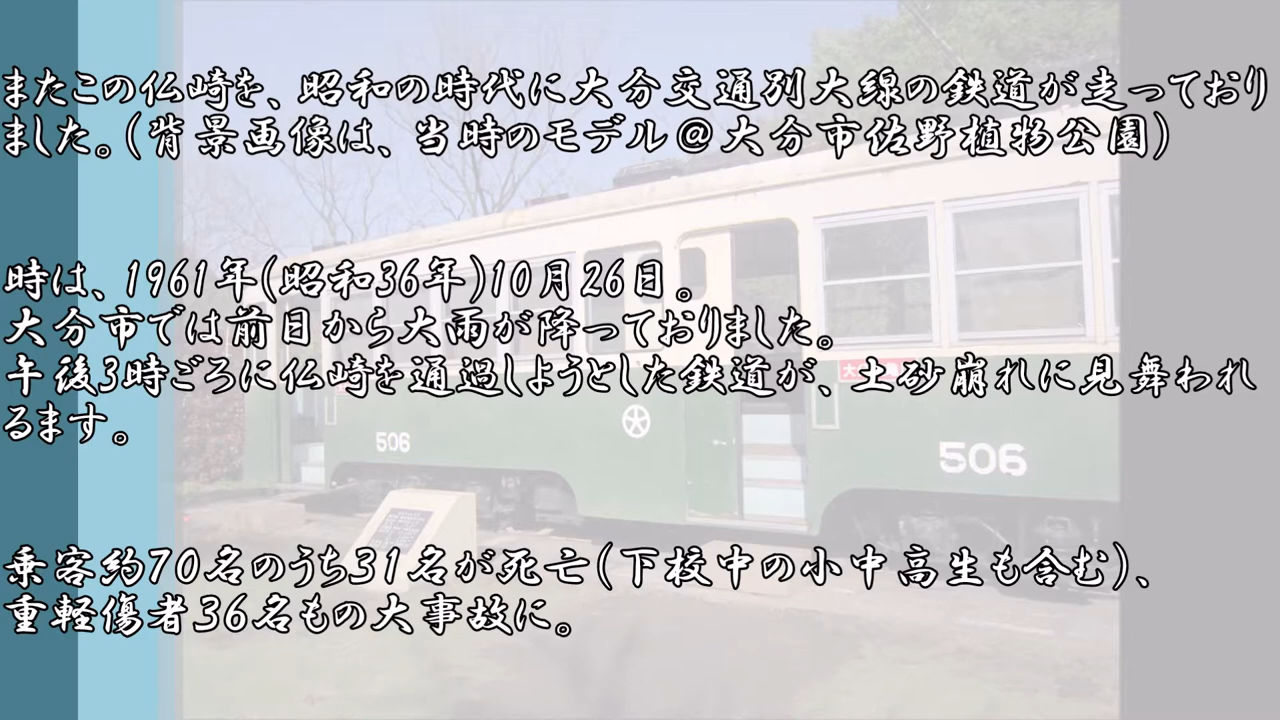 またこの仏崎を、昭和の時代に大分交通別大線の鉄道が走っており
ました。(背景画像は、当時のモデル@大分市佐野植物公園)
時は、1961年(昭和36年)10月26日。
大分市では前日から大雨が降っておりました。
午後3時ごろに仏崎を通過しようとした鉄道が、土砂崩れに見舞われ
るます。
乗客約70名のうち31名が死亡(下校中の小中高生も含む)、
重軽傷者36名もの大事故に。
506
506